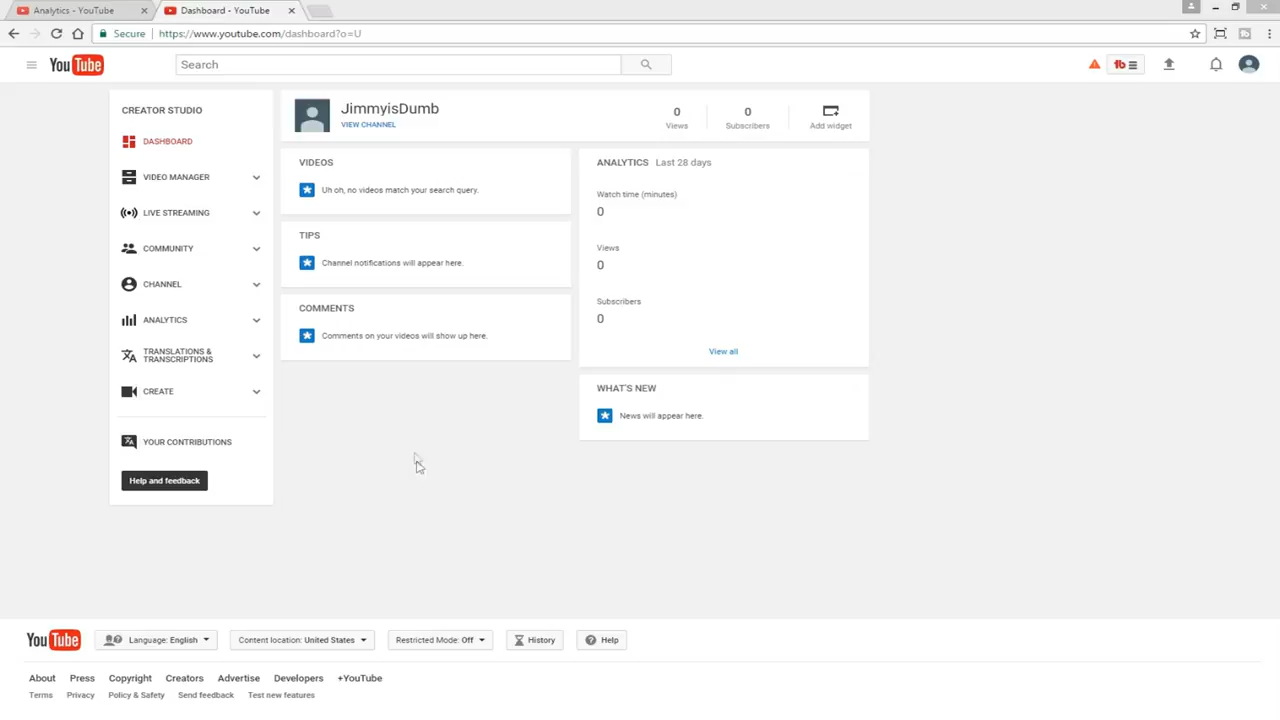 Analytics - YouTube
Dashboard - YouTube
Secure https://www.youtube.com/dashboard?o=U
YouTube
Search
tb
CREATOR STUDIO
DASHBOARD
VIDEO MANAGER
LIVE STREAMING
COMMUNITY
CHANNEL
ANALYTICS
TRANSLATIONS &
TRANSCRIPTIONS
CREATE
YOUR CONTRIBUTIONS
Help and feedback
JimmyisDumb
VIEW CHANNEL
0
Views
0
Subscribers
Add widget
VIDEOS
Uh oh, no videos match your search query.
TIPS
Channel notifications will appear here.
COMMENTS
Comments on your videos will show up here.
ANALYTICS Last 28 days
Watch time (minutes)
0
Views
0
Subscribers
0
View all
WHAT'S NEW
News will appear here.
YouTube
Language: English
Content location: United States
Restricted Mode: Off
History
Help
About Press Copyright Creators Advertise Developers +YouTube
Terms Privacy Policy & Safety Send feedback Test new features